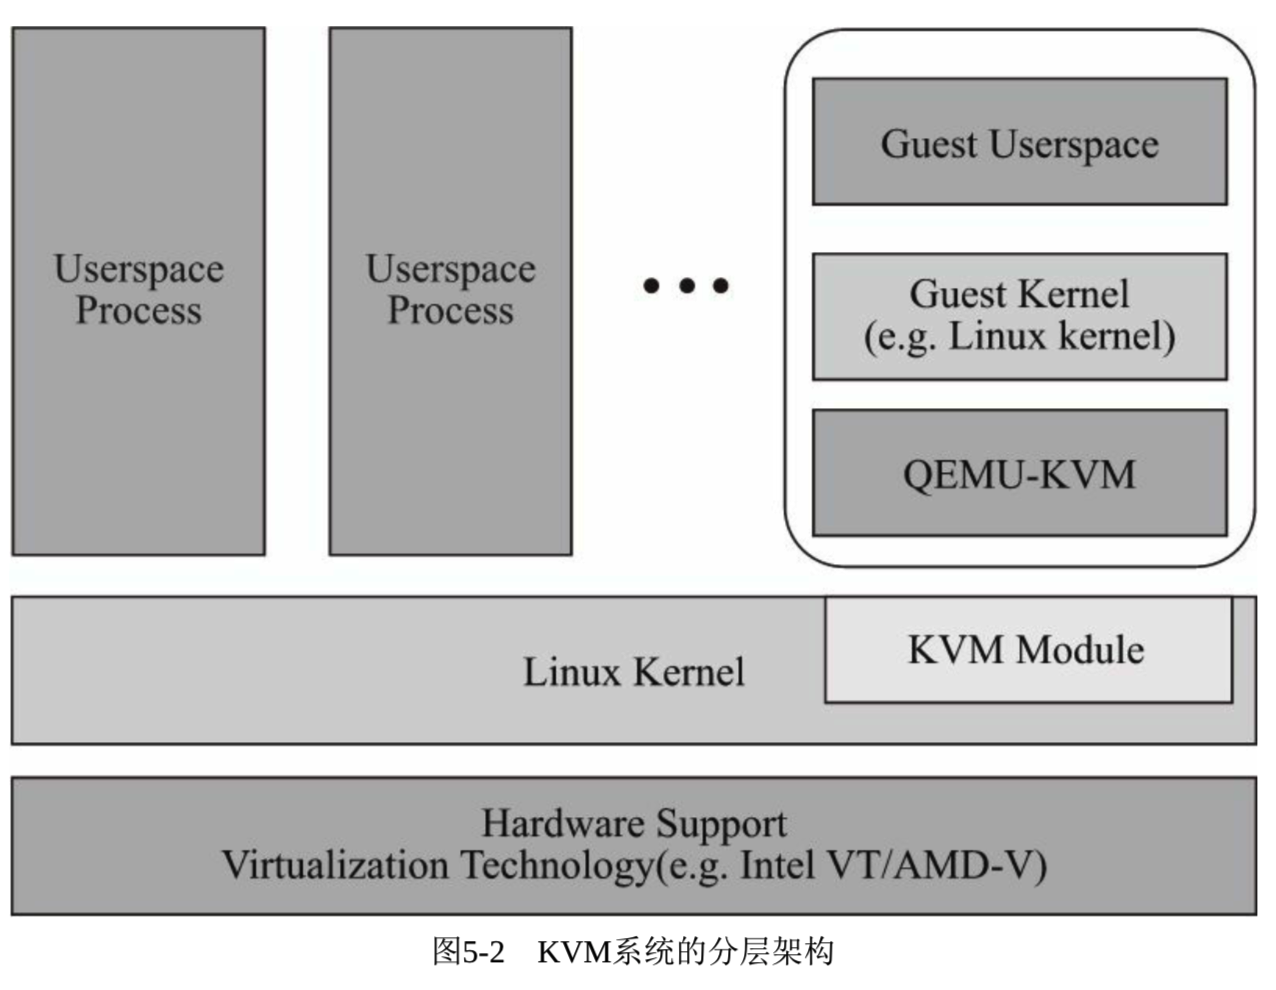 Userspace
Process
Userspace
Process
Guest Userspace
Guest Kernel
(e.g. Linux kernel)
QEMU-KVM
Linux Kernel
KVM Module
Hardware Support
Virtualization Technology(e.g. Intel VT/AMD-V)
图5-2 KVM系统的分层架构